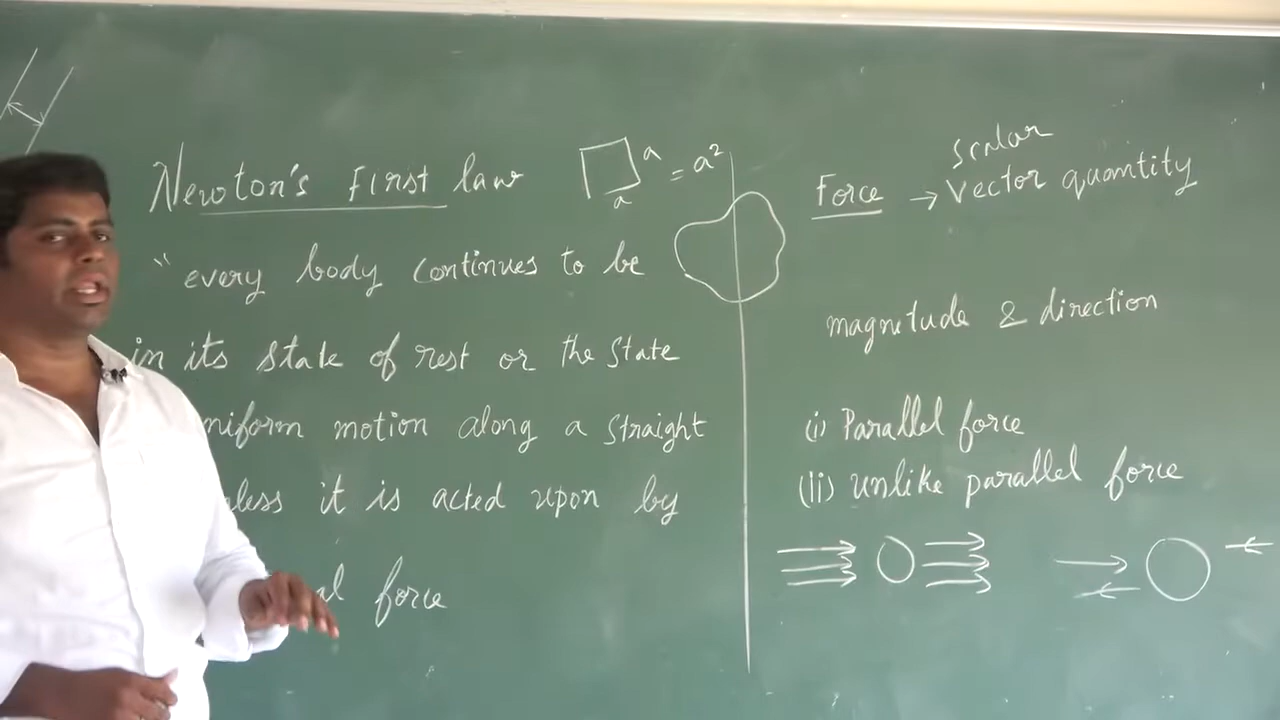 Newton's First law
a
a
= a²
"every body continues to be
in its state of rest or the state
niform motion along a straight
less it is acted upon by
al force
scalar
Force → Vector quantity
magnitude & direction
(i) Parallel force
(ii) unlike parallel force